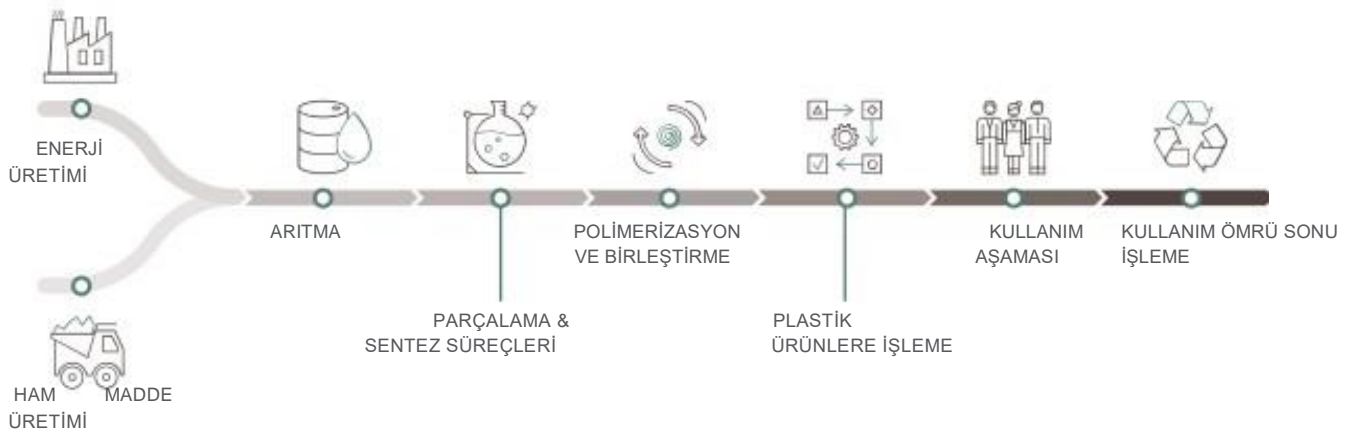 ENERJİ
ÜRETİMİ
HAM MADDE
ÜRETİMİ
ARITMA
PARÇALAMA &
SENTEZ SÜREÇLERİ
POLİMERİZASYON
VE BİRLEŞTİRME
PLASTİK
ÜRÜNLERE İŞLEME
KULLANIM
AŞAMASI
KULLANIM ÖMRÜ SONU
İŞLEME